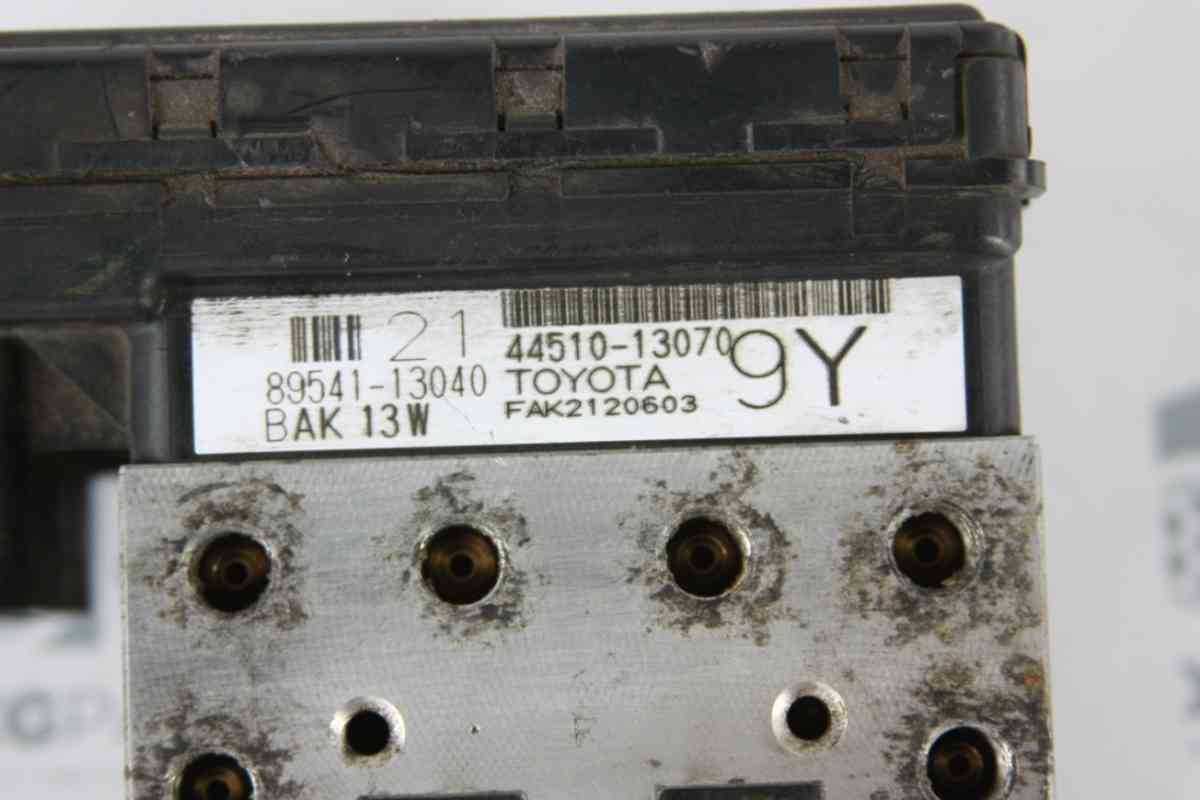 21
89541-13040
BAK 13W
44510-13070
TOYOTA
FAK2120603
9Y